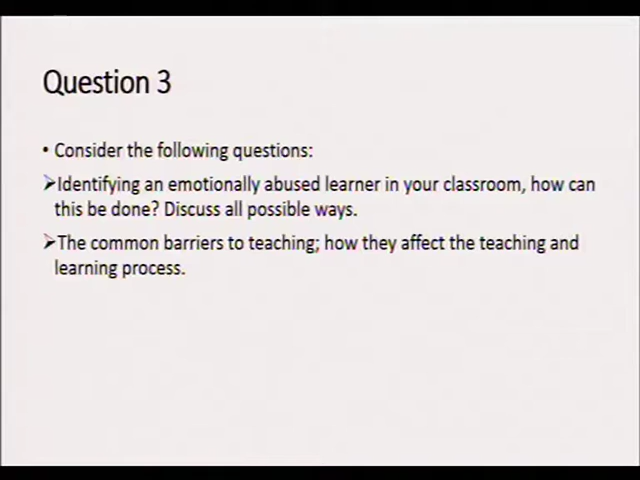 Question 3
• Consider the following questions:
➢Identifying an emotionally abused learner in your classroom, how can
this be done? Discuss all possible ways.
➢The common barriers to teaching; how they affect the teaching and
learning process.